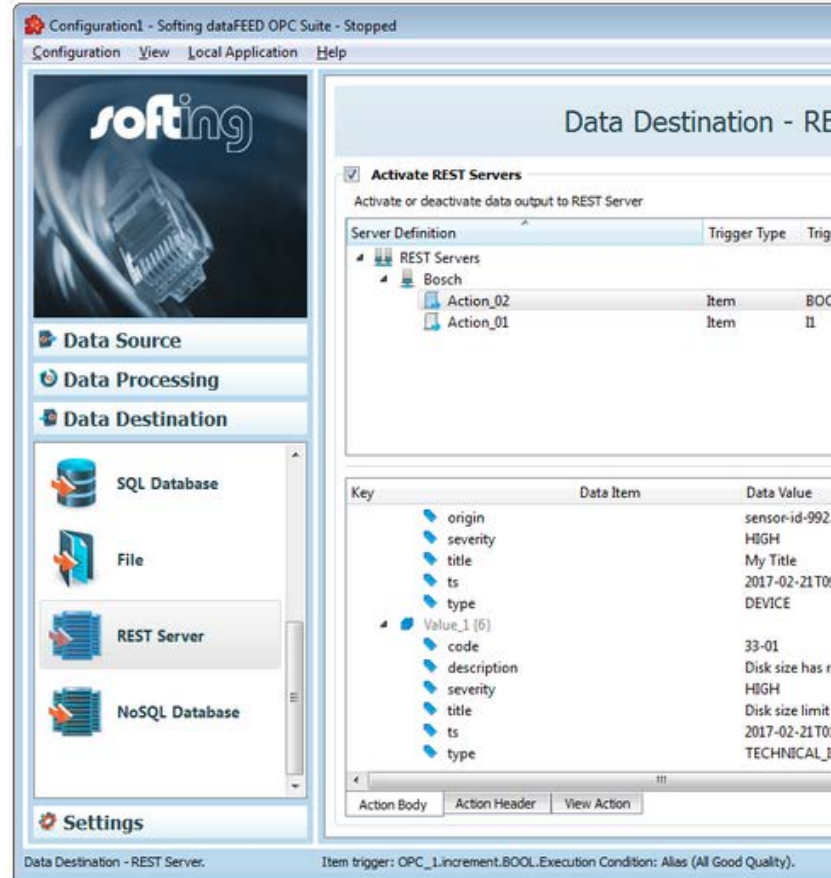 Configuration1 - Softing dataFEED OPC Suite - Stopped
Configuration View Local Application Help
softing
Data Source
Data Processing
Data Destination
SQL Database
File
REST Server
NoSQL Database
Settings
Data Destination - RE
Activate REST Servers
Activate or deactivate data output to REST Server
Server Definition Trigger Type Trig
REST Servers
Bosch
Action_02 Item BOO
Action_01 Item I1
Key Data Item Data Value
origin sensor-id-992
severity HIGH
title My Title
ts 2017-02-21T09
type DEVICE
Value_1 {6}
code 33-01
description Disk size has
severity HIGH
title Disk size limit
ts 2017-02-21T0
type TECHNICAL_I
Action Body Action Header View Action
Data Destination - REST Server. Item trigger: OPC_1.increment.BOOL.Execution Condition: Alias (All Good Quality).